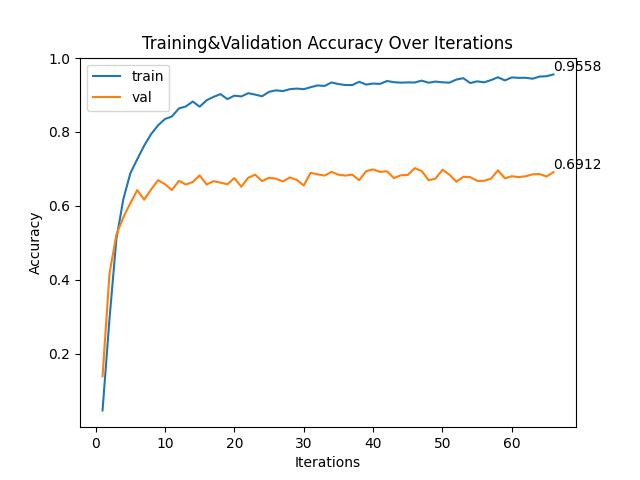 Training&Validation Accuracy Over Iterations
train
val
0.9558
0.6912
1.0
0.8
0.6
0.4
0.2
Accuracy
0 10 20 30 40 50 60
Iterations